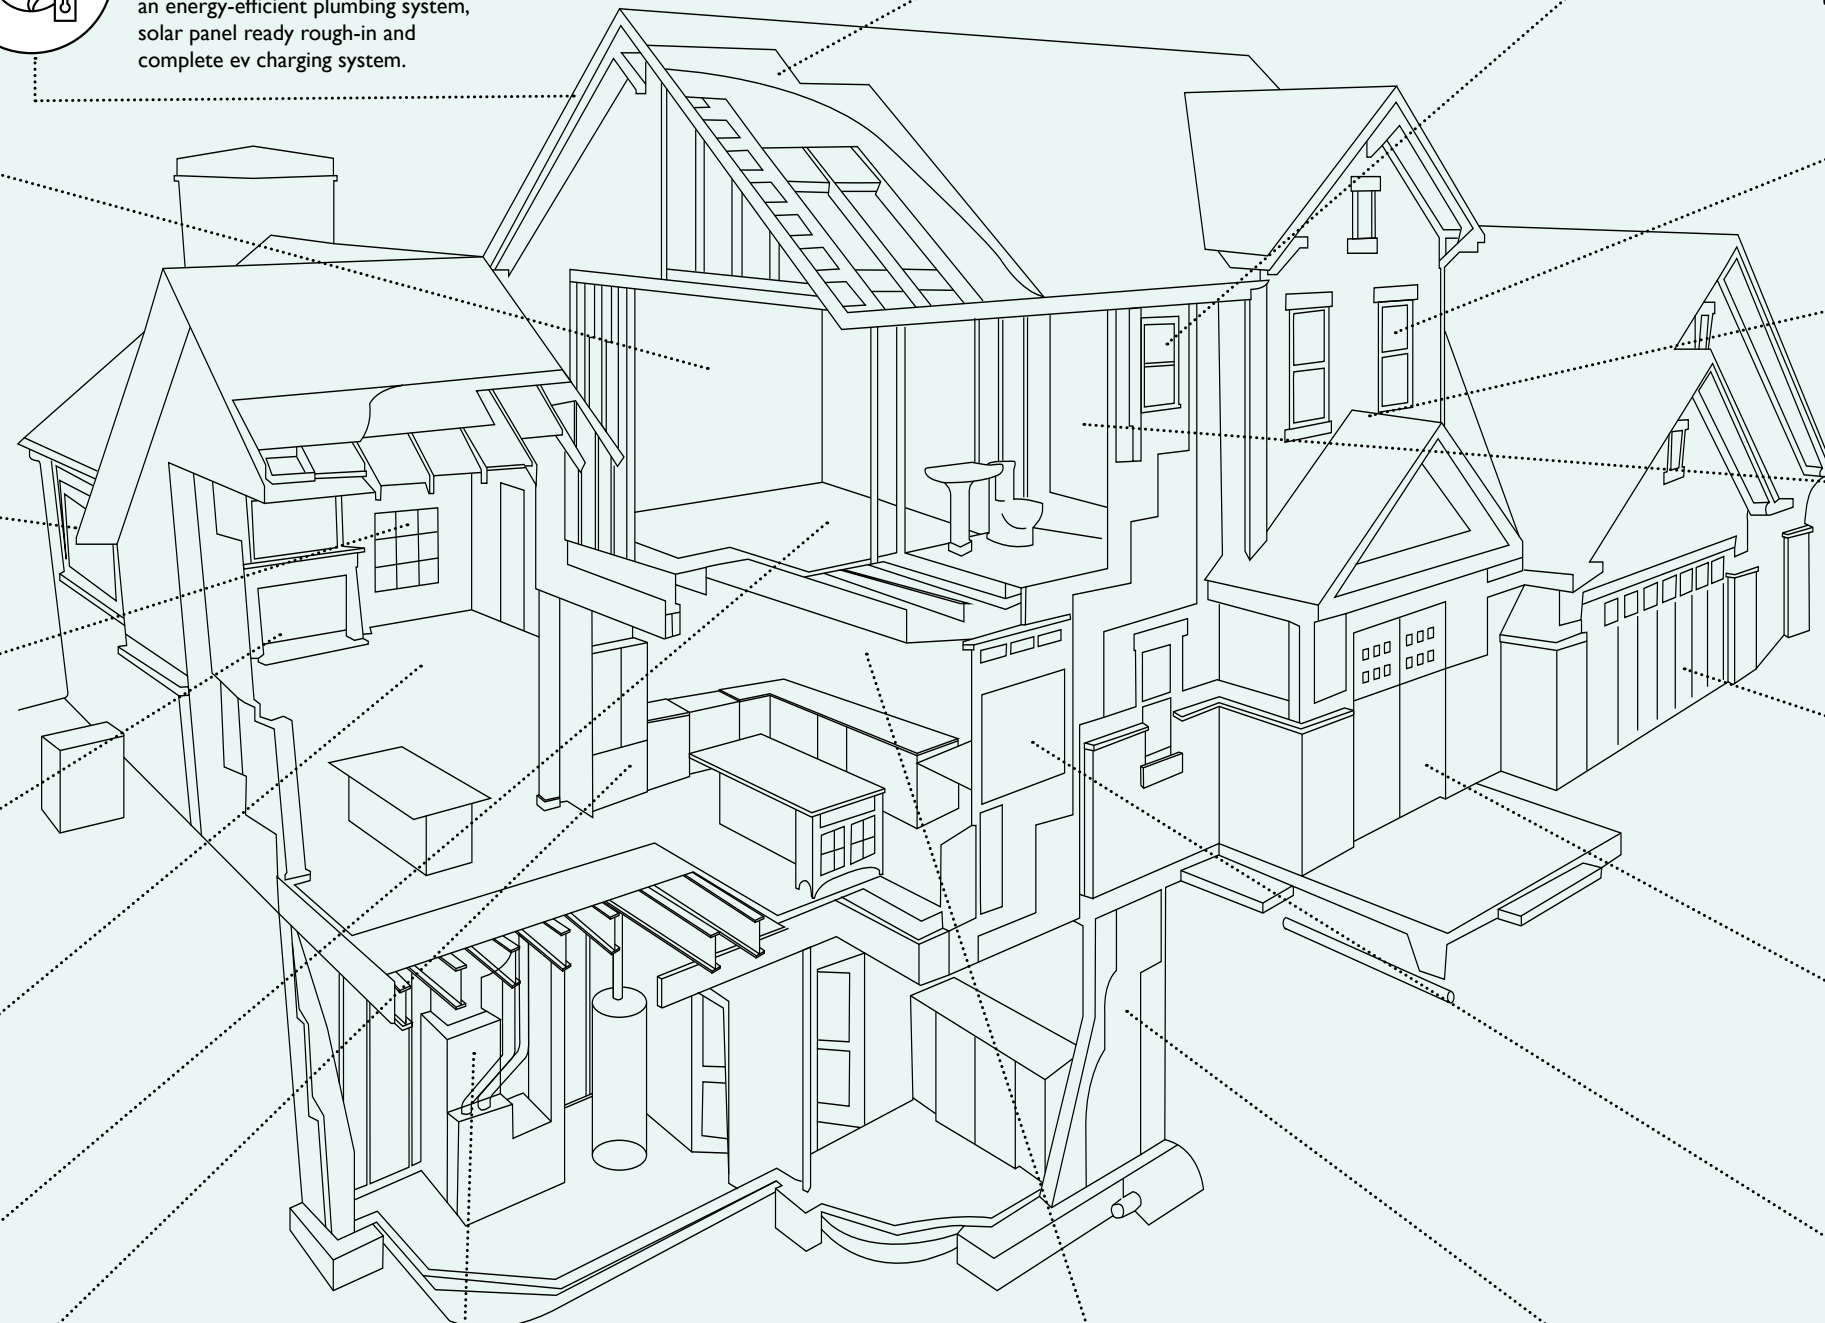 an energy-efficient plumbing system,
solar panel ready rough-in and
complete ev charging system.